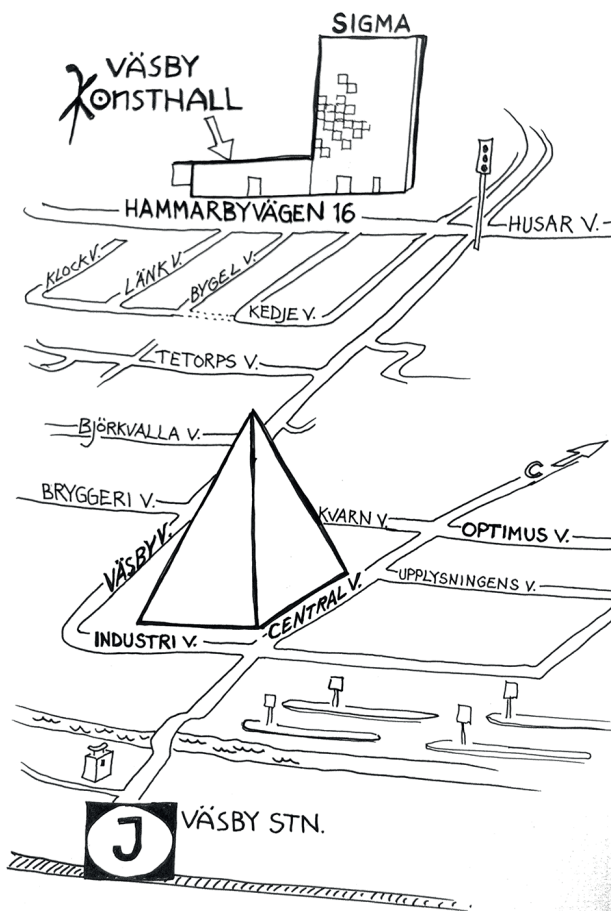 SIGMA
VÄSBY
KONSTHALL
HAMMARBYVÄGEN 16
HUSAR V.
KLOCK V.
LÄNK V.
BYGEL V.
KEDJE V.
TETORPS V.
BJÖRKVALLA V.
C
BRYGGERI V.
KVARN V.
OPTIMUS V.
VÄSBY V.
UPPLYSNINGENS V.
CENTRAL V.
INDUSTRI V.
J
VÄSBY STN.